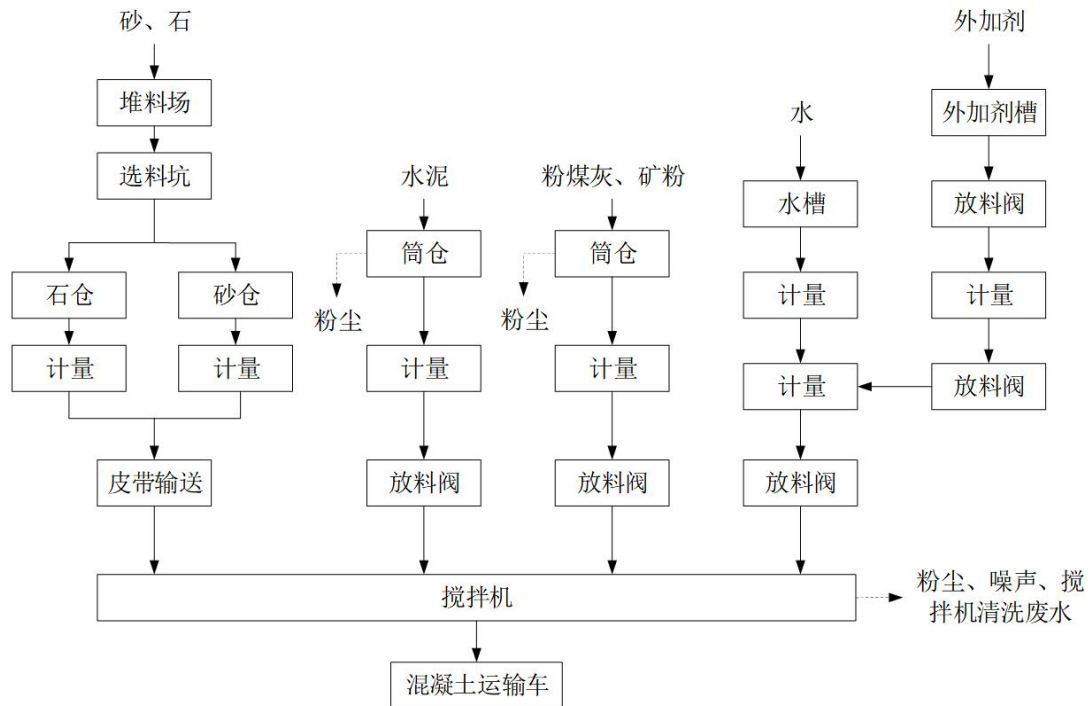 砂、石
外加剂
堆料场
外加剂槽
水
选料坑
水泥
粉煤灰、矿粉
水槽
放料阀
筒仓
筒仓
石仓
砂仓
计量
计量
粉尘
粉尘
计量
计量
计量
计量
计量
放料阀
皮带输送
放料阀
放料阀
放料阀
搅拌机
粉尘、噪声、搅
拌机清洗废水
混凝土运输车